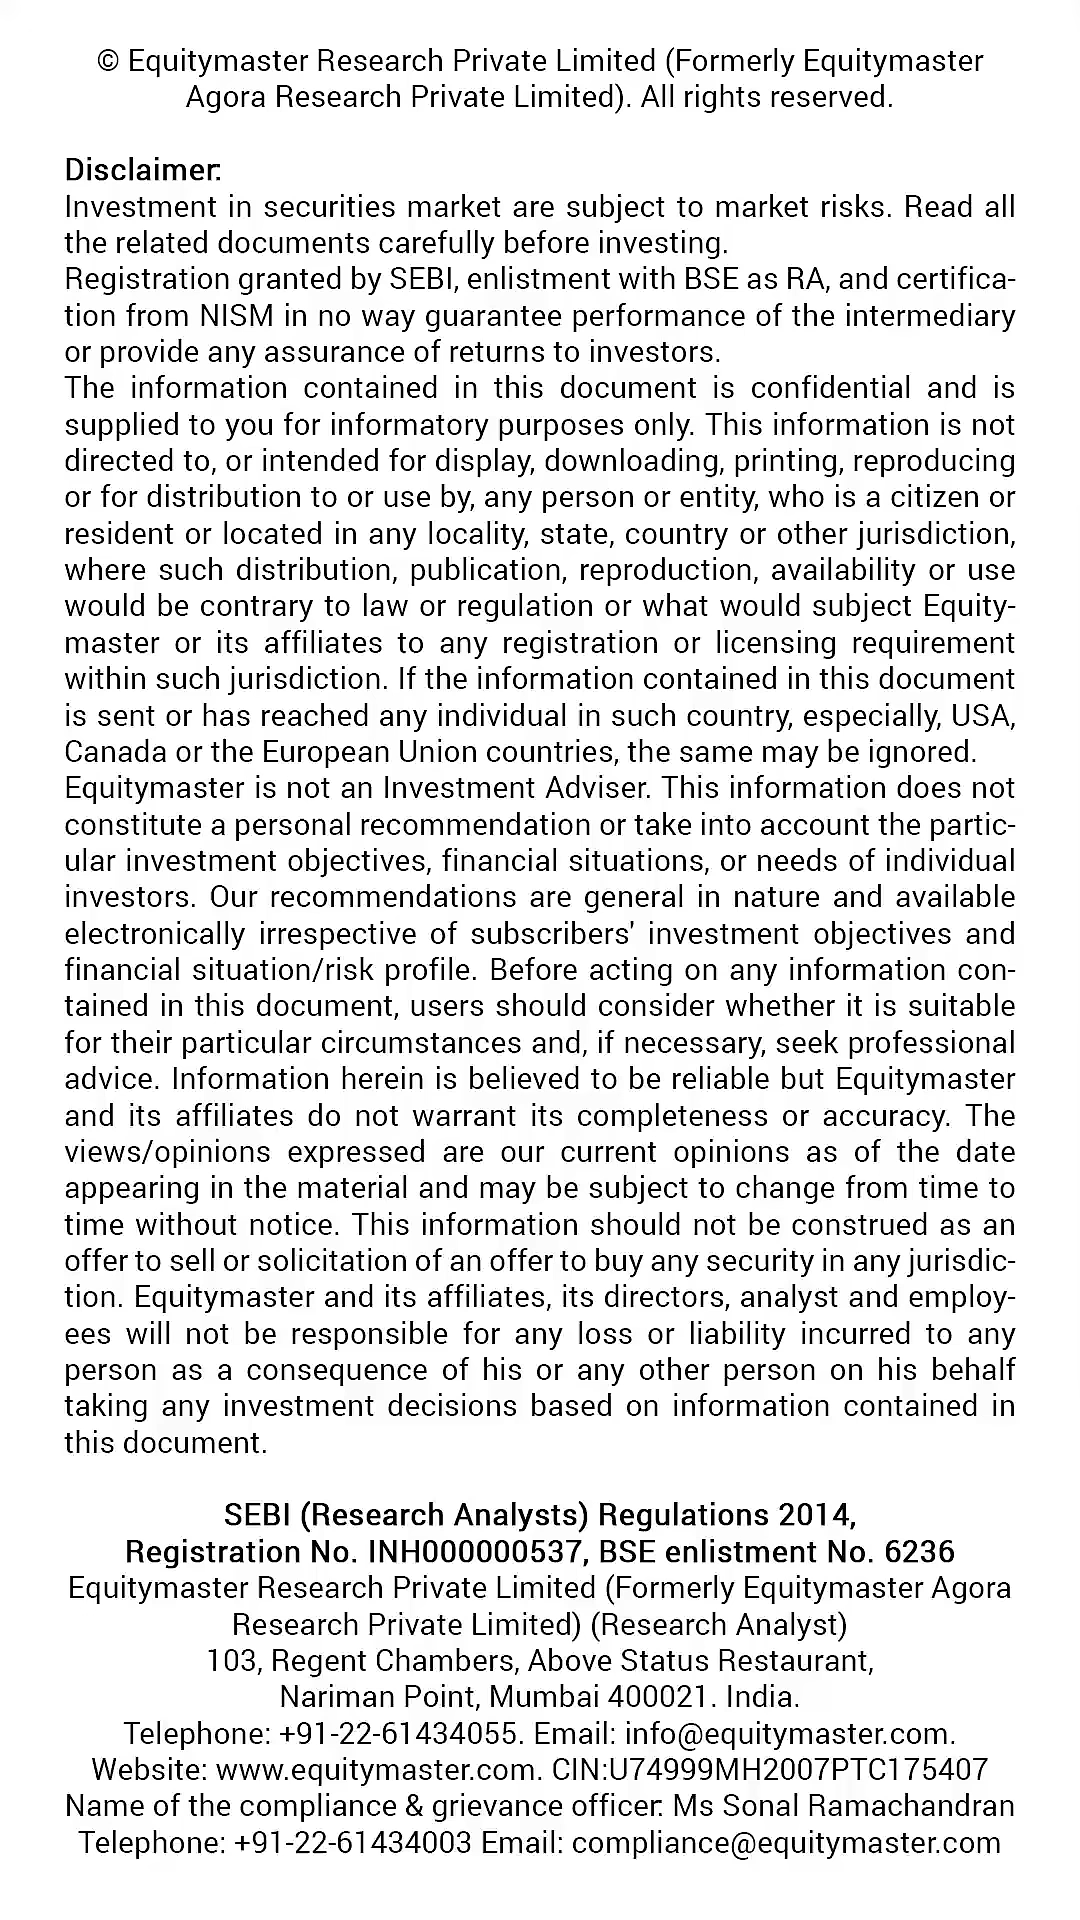 © Equitymaster Research Private Limited (Formerly Equitymaster
Agora Research Private Limited). All rights reserved.
Disclaimer:
Investment in securities market are subject to market risks. Read all
the related documents carefully before investing.
Registration granted by SEBI, enlistment with BSE as RA, and certifica-
tion from NISM in no way guarantee performance of the intermediary
or provide any assurance of returns to investors.
The information contained in this document is confidential and is
supplied to you for informatory purposes only. This information is not
directed to, or intended for display, downloading, printing, reproducing
or for distribution to or use by, any person or entity, who is a citizen or
resident or located in any locality, state, country or other jurisdiction,
where such distribution, publication, reproduction, availability or use
would be contrary to law or regulation or what would subject Equity-
master or its affiliates to any registration or licensing requirement
within such jurisdiction. If the information contained in this document
is sent or has reached any individual in such country, especially, USA,
Canada or the European Union countries, the same may be ignored.
Equitymaster is not an Investment Adviser. This information does not
constitute a personal recommendation or take into account the partic-
ular investment objectives, financial situations, or needs of individual
investors. Our recommendations are general in nature and available
electronically irrespective of subscribers' investment objectives and
financial situation/risk profile. Before acting on any information con-
tained in this document, users should consider whether it is suitable
for their particular circumstances and, if necessary, seek professional
advice. Information herein is believed to be reliable but Equitymaster
and its affiliates do not warrant its completeness or accuracy. The
views/opinions expressed are our current opinions as of the date
appearing in the material and may be subject to change from time to
time without notice. This information should not be construed as an
offer to sell or solicitation of an offer to buy any security in any jurisdic-
tion. Equitymaster and its affiliates, its directors, analyst and employ-
ees will not be responsible for any loss or liability incurred to any
person as a consequence of his or any other person on his behalf
taking any investment decisions based on information contained in
this document.
SEBI (Research Analysts) Regulations 2014,
Registration No. INH000000537, BSE enlistment No. 6236
Equitymaster Research Private Limited (Formerly Equitymaster Agora
Research Private Limited) (Research Analyst)
103, Regent Chambers, Above Status Restaurant,
Nariman Point, Mumbai 400021. India.
Telephone: +91-22-61434055. Email: info@equitymaster.com.
Website: www.equitymaster.com. CIN:U74999MH2007PTC175407
Name of the compliance & grievance officer: Ms Sonal Ramachandran
Telephone: +91-22-61434003 Email: compliance@equitymaster.com